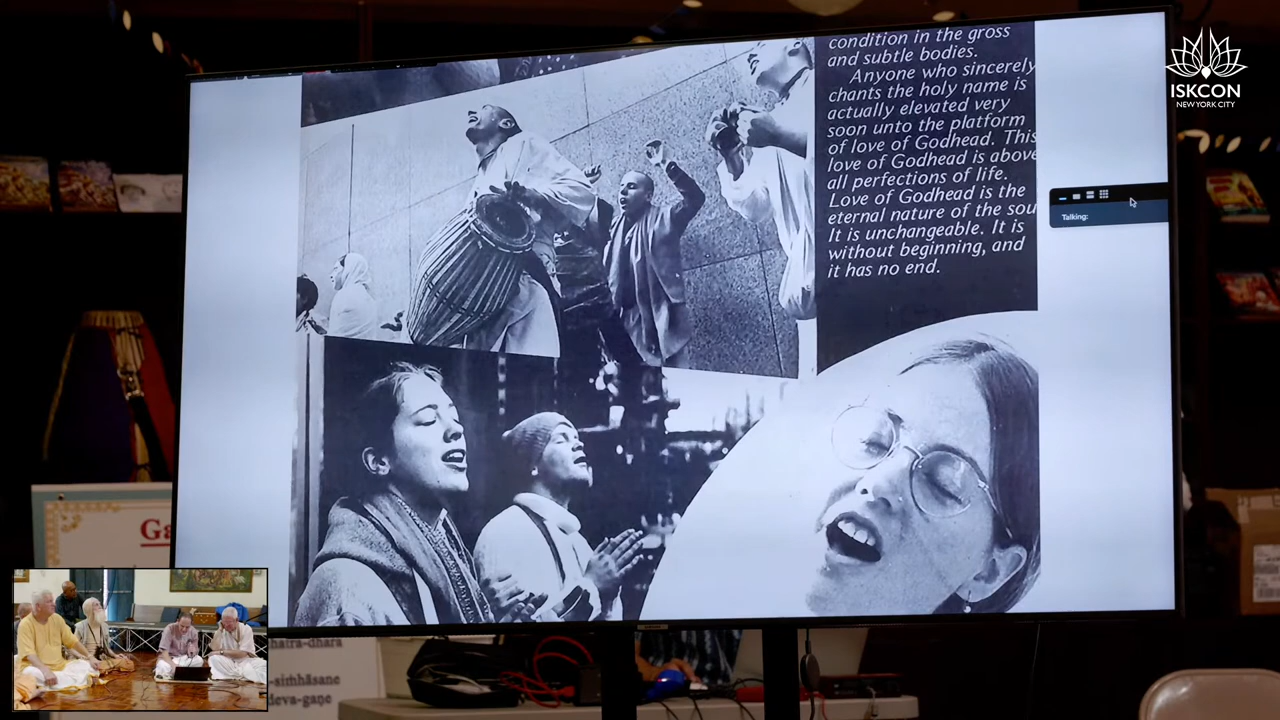 condition in the gross
and subtle bodies.
Anyone who sincerely
chants the holy name is
actually elevated very
soon unto the platform
of love of Godhead. This
love of Godhead is above
all perfections of life.
Love of Godhead is the
eternal nature of the sou
It is unchangeable. It is
without beginning, and
it has no end.
ISKCON
NEW YORK CITY
Talking:
Ga
hatra-dhara
-siṁhāsane
deva-gaṇe